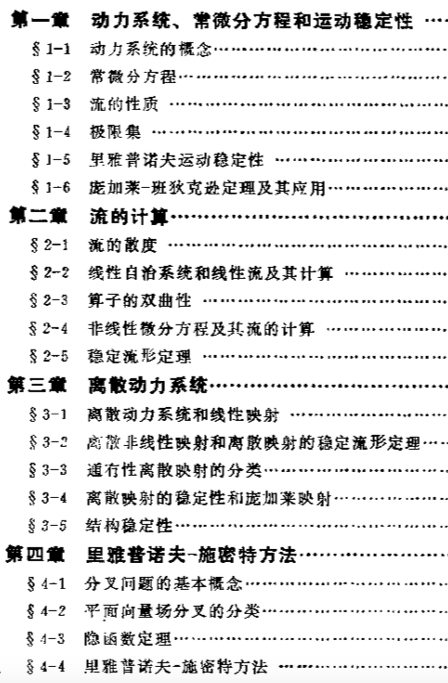 第一章 动力系统、常微分方程和运动稳定性 ……
§1-1 动力系统的概念……………………
§1-2 常微分方程……………………
§1-3 流的性质 ……………………
§1-4 极限集 ……………………
§1-5 里雅普诺夫运动稳定性 ……………………
§1-6 庞加莱-班狄克逊定理及其应用……………………
第二章 流的计算……………………
§2-1 流的散度 ……………………
§2-2 线性自治系统和线性流及其计算 ……………………
§2-3 算子的双曲性 ……………………
§2-4 非线性微分方程及其流的计算 ……………………
§2-5 稳定流形定理 ……………………
第三章 离散动力系统……………………
§3-1 离散动力系统和线性映射 ……………………
§3-2 离散非线性映射和离散映射的稳定流形定理……
§3-3 通有性离散映射的分类……………………
§3-4 离散映射的稳定性和庞加莱映射……………………
§3-5 结构稳定性……………………
第四章 里雅普诺夫-施密特方法……………………
§4-1 分叉问题的基本概念……………………
§4-2 平面向量场分叉的分类……………………
§4-3 隐函数定理……………………
§4-4 里雅普诺夫-施密特方法 ……………………